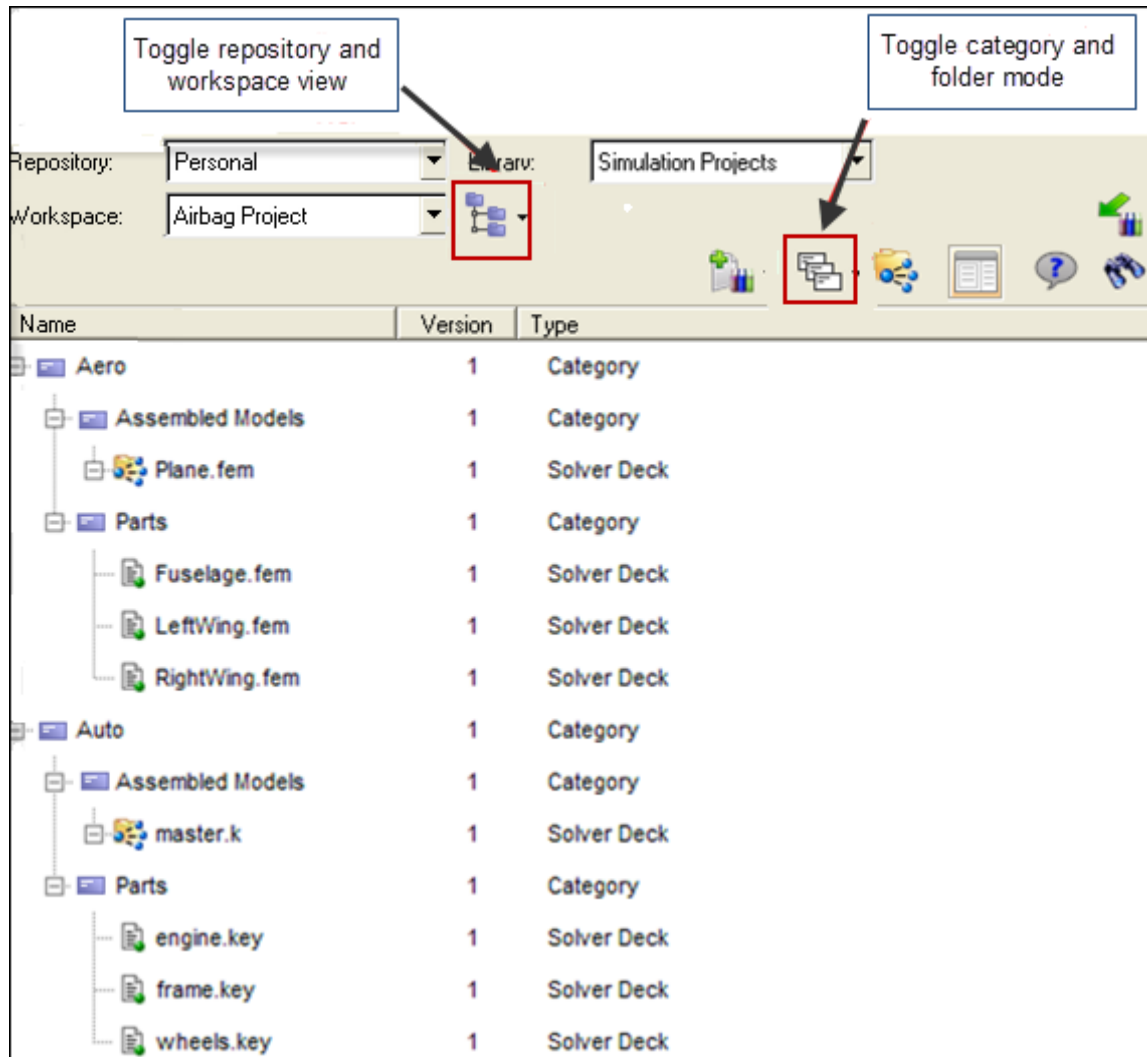 Toggle repository and
workspace view
Toggle category and
folder mode
Repository: Personal Library: Simulation Projects
Workspace: Airbag Project
Name Version Type
Aero 1 Category
Assembled Models 1 Category
Plane.fem 1 Solver Deck
Parts 1 Category
Fuselage.fem 1 Solver Deck
LeftWing.fem 1 Solver Deck
RightWing.fem 1 Solver Deck
Auto 1 Category
Assembled Models 1 Category
master.k 1 Solver Deck
Parts 1 Category
engine.key 1 Solver Deck
frame.key 1 Solver Deck
wheels.key 1 Solver Deck